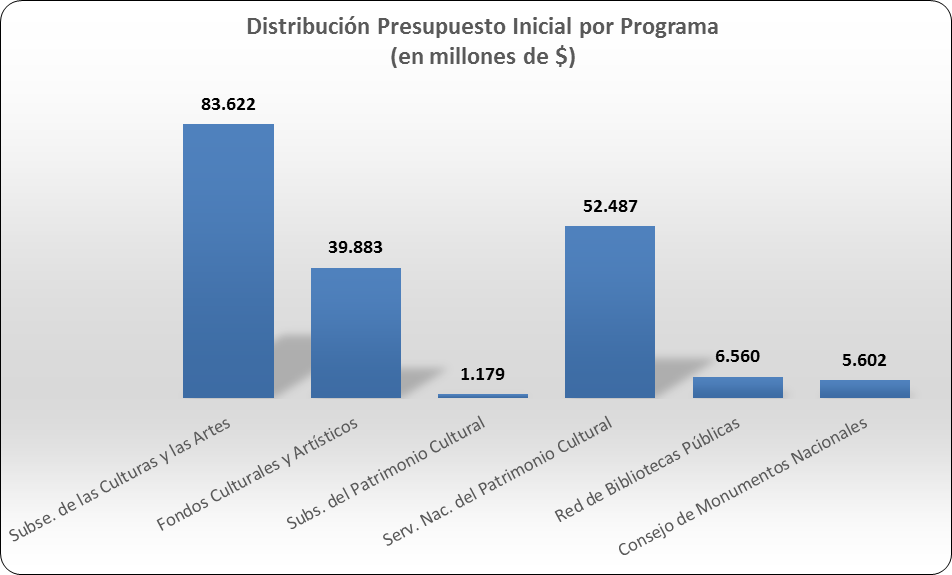 Distribución Presupuesto Inicial por Programa
(en millones de $)
83.622
39.883
1.179
52.487
6.560
5.602
Subse. de las Culturas y las Artes
Fondos Culturales y Artísticos
Subs. del Patrimonio Cultural
Serv. Nac. del Patrimonio Cultural
Red de Bibliotecas Públicas
Consejo de Monumentos Nacionales